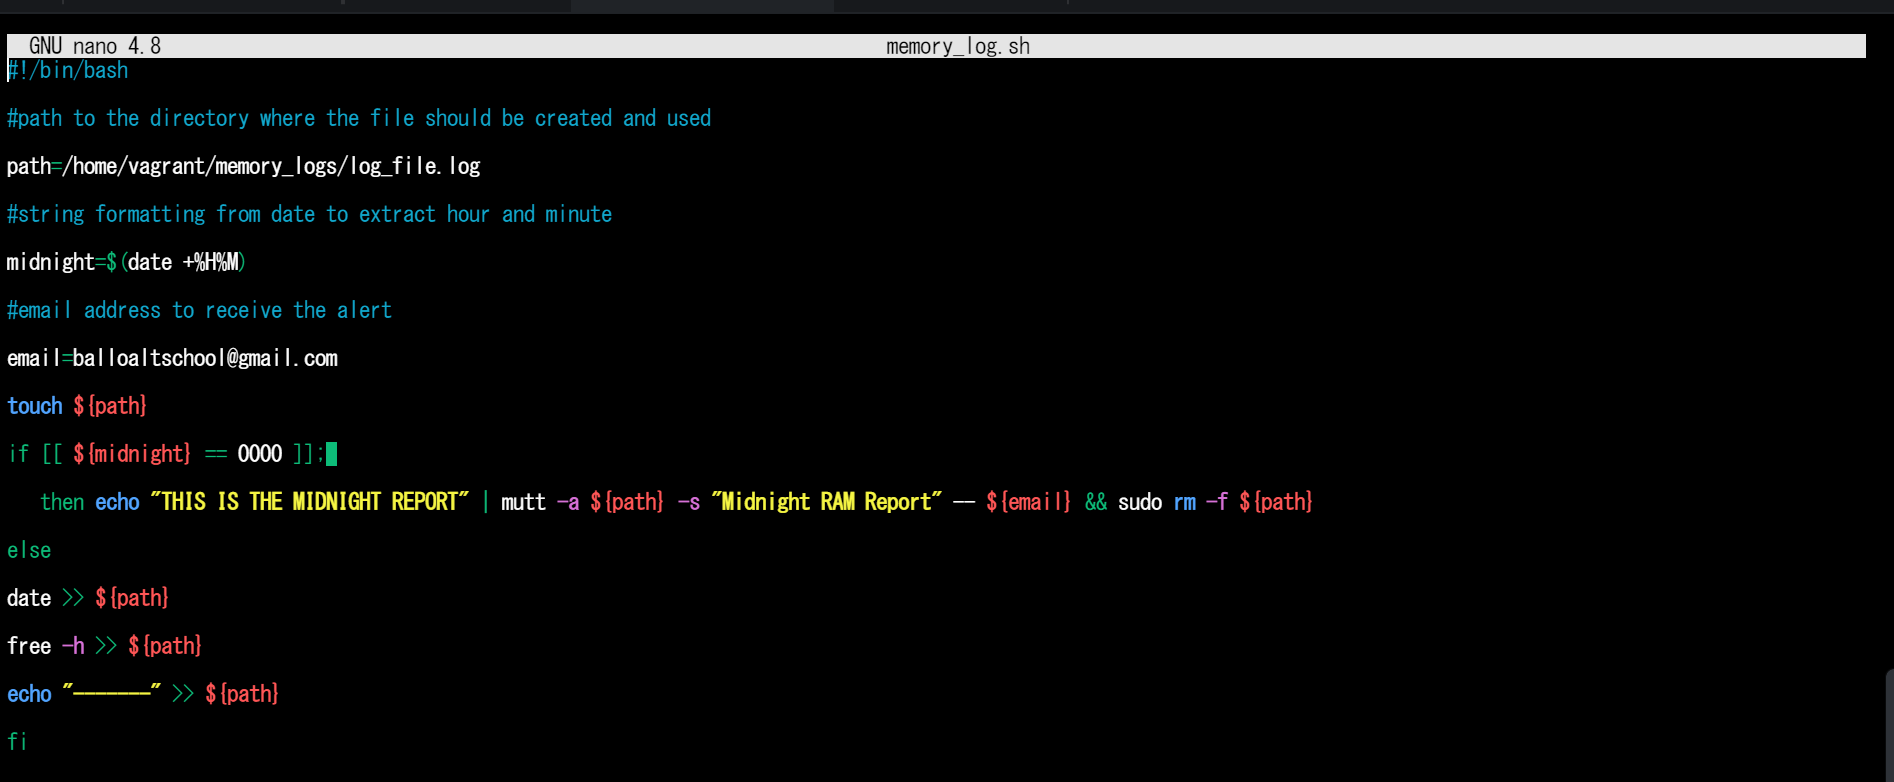 GNU nano 4.8 memory_log.sh
#!/bin/bash
#path to the directory where the file should be created and used
path=/home/vagrant/memory_logs/log_file.log
#string formatting from date to extract hour and minute
midnight=$(date +%H%M)
#email address to receive the alert
email=balloaltschool@gmail.com
touch ${path}
if [[ ${midnight} == 0000 ]];
then echo "THIS IS THE MIDNIGHT REPORT" | mutt -a ${path} -s "Midnight RAM Report" -- ${email} && sudo rm -f ${path}
else
date >> ${path}
free -h >> ${path}
echo "-------" >> ${path}
fi